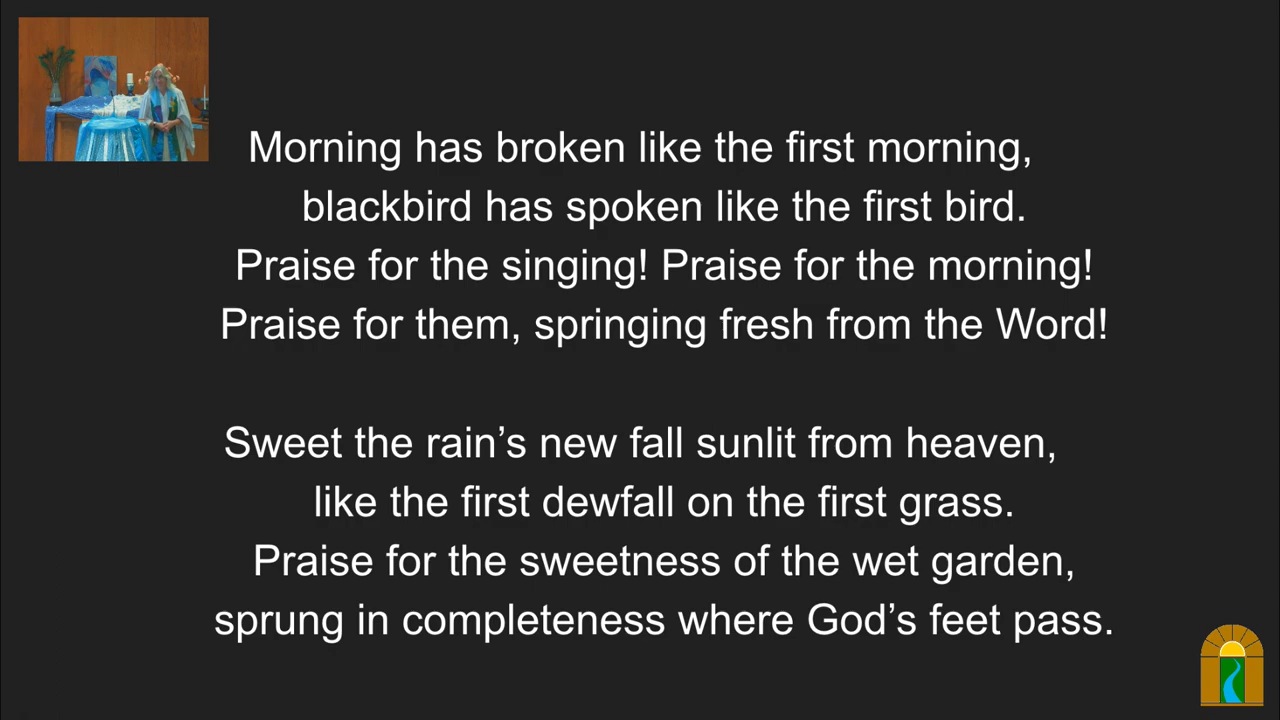 Morning has broken like the first morning,
blackbird has spoken like the first bird.
Praise for the singing! Praise for the morning!
Praise for them, springing fresh from the Word!
Sweet the rain’s new fall sunlit from heaven,
like the first dewfall on the first grass.
Praise for the sweetness of the wet garden,
sprung in completeness where God’s feet pass.